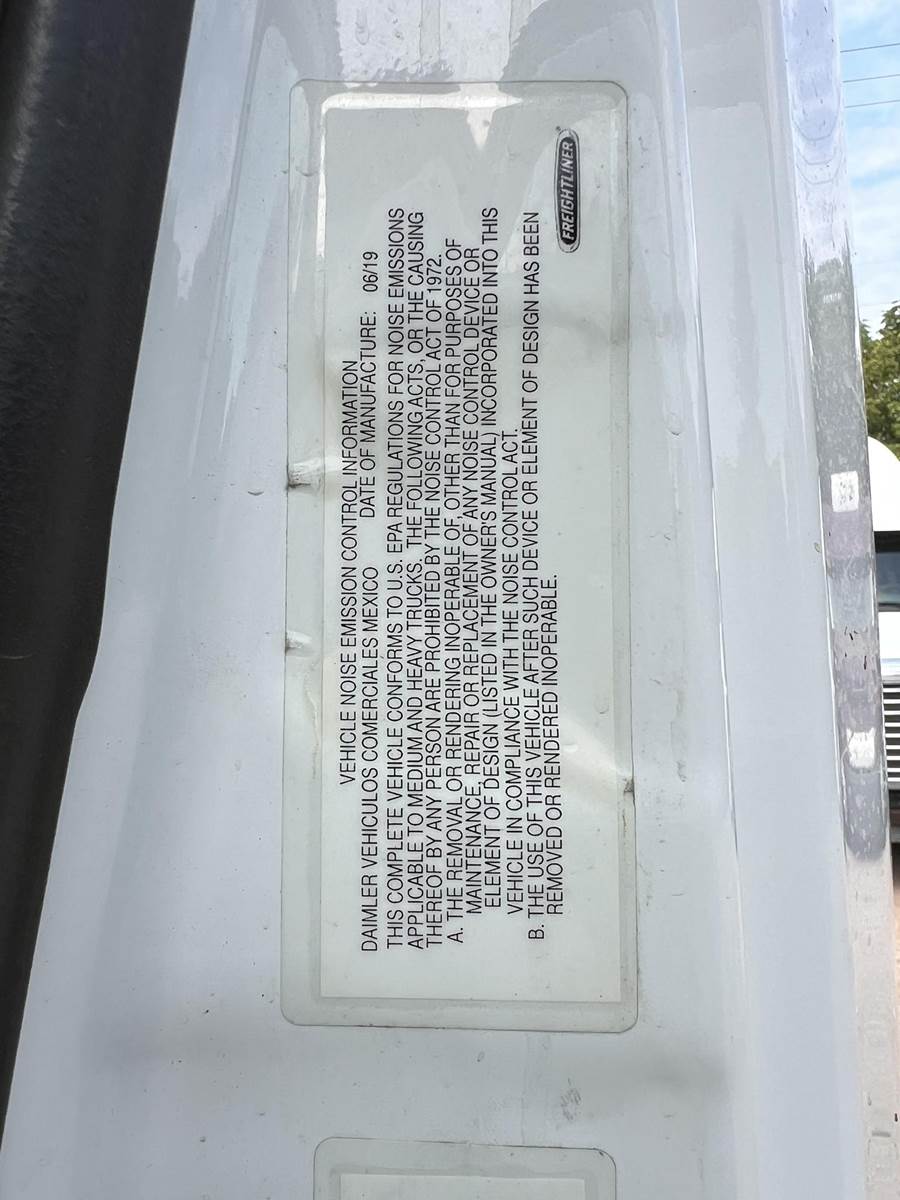 VEHICLE NOISE EMISSION CONTROL INFORMATION
DAIMLER VEHICULOS COMERCIALES MEXICO DATE OF MANUFACTURE: 06/19
THIS COMPLETE VEHICLE CONFORMS TO U.S. EPA REGULATIONS FOR NOISE EMISSIONS
APPLICABLE TO MEDIUM AND HEAVY TRUCKS. THE FOLLOWING ACTS, OR THE CAUSING
THEREOF BY ANY PERSON ARE PROHIBITED BY THE NOISE CONTROL ACT OF 1972.
A. THE REMOVAL OR RENDERING INOPERABLE OF, OTHER THAN FOR PURPOSES OF
MAINTENANCE, REPAIR OR REPLACEMENT OF ANY NOISE CONTROL DEVICE OR
ELEMENT OF DESIGN (LISTED IN THE OWNER'S MANUAL) INCORPORATED INTO THIS
VEHICLE IN COMPLIANCE WITH THE NOISE CONTROL ACT.
B. THE USE OF THIS VEHICLE AFTER SUCH DEVICE OR ELEMENT OF DESIGN HAS BEEN
REMOVED OR RENDERED INOPERABLE.
FREIGHTLINER